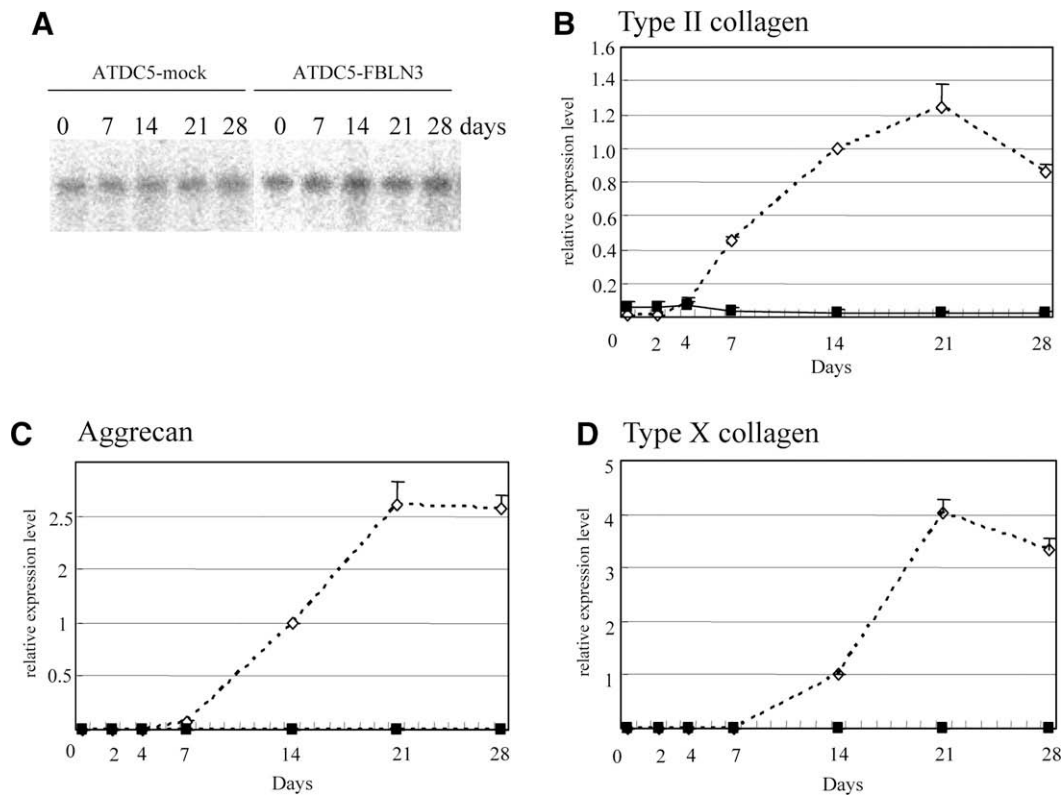 A
ATDC5-mock ATDC5-FBLN3
0 7 14 21 28 0 7 14 21 28 days
B Type II collagen
relative expression level
1.6
1.4
1.2
1.0
0.8
0.6
0.4
0.2
0 2 4 7 14 21 28
Days
C Aggrecan
relative expression level
2.5
2
1
0.5
0 2 4 7 14 21 28
Days
D Type X collagen
relative expression level
5
4
3
2
1
0 2 4 7 14 21 28
Days